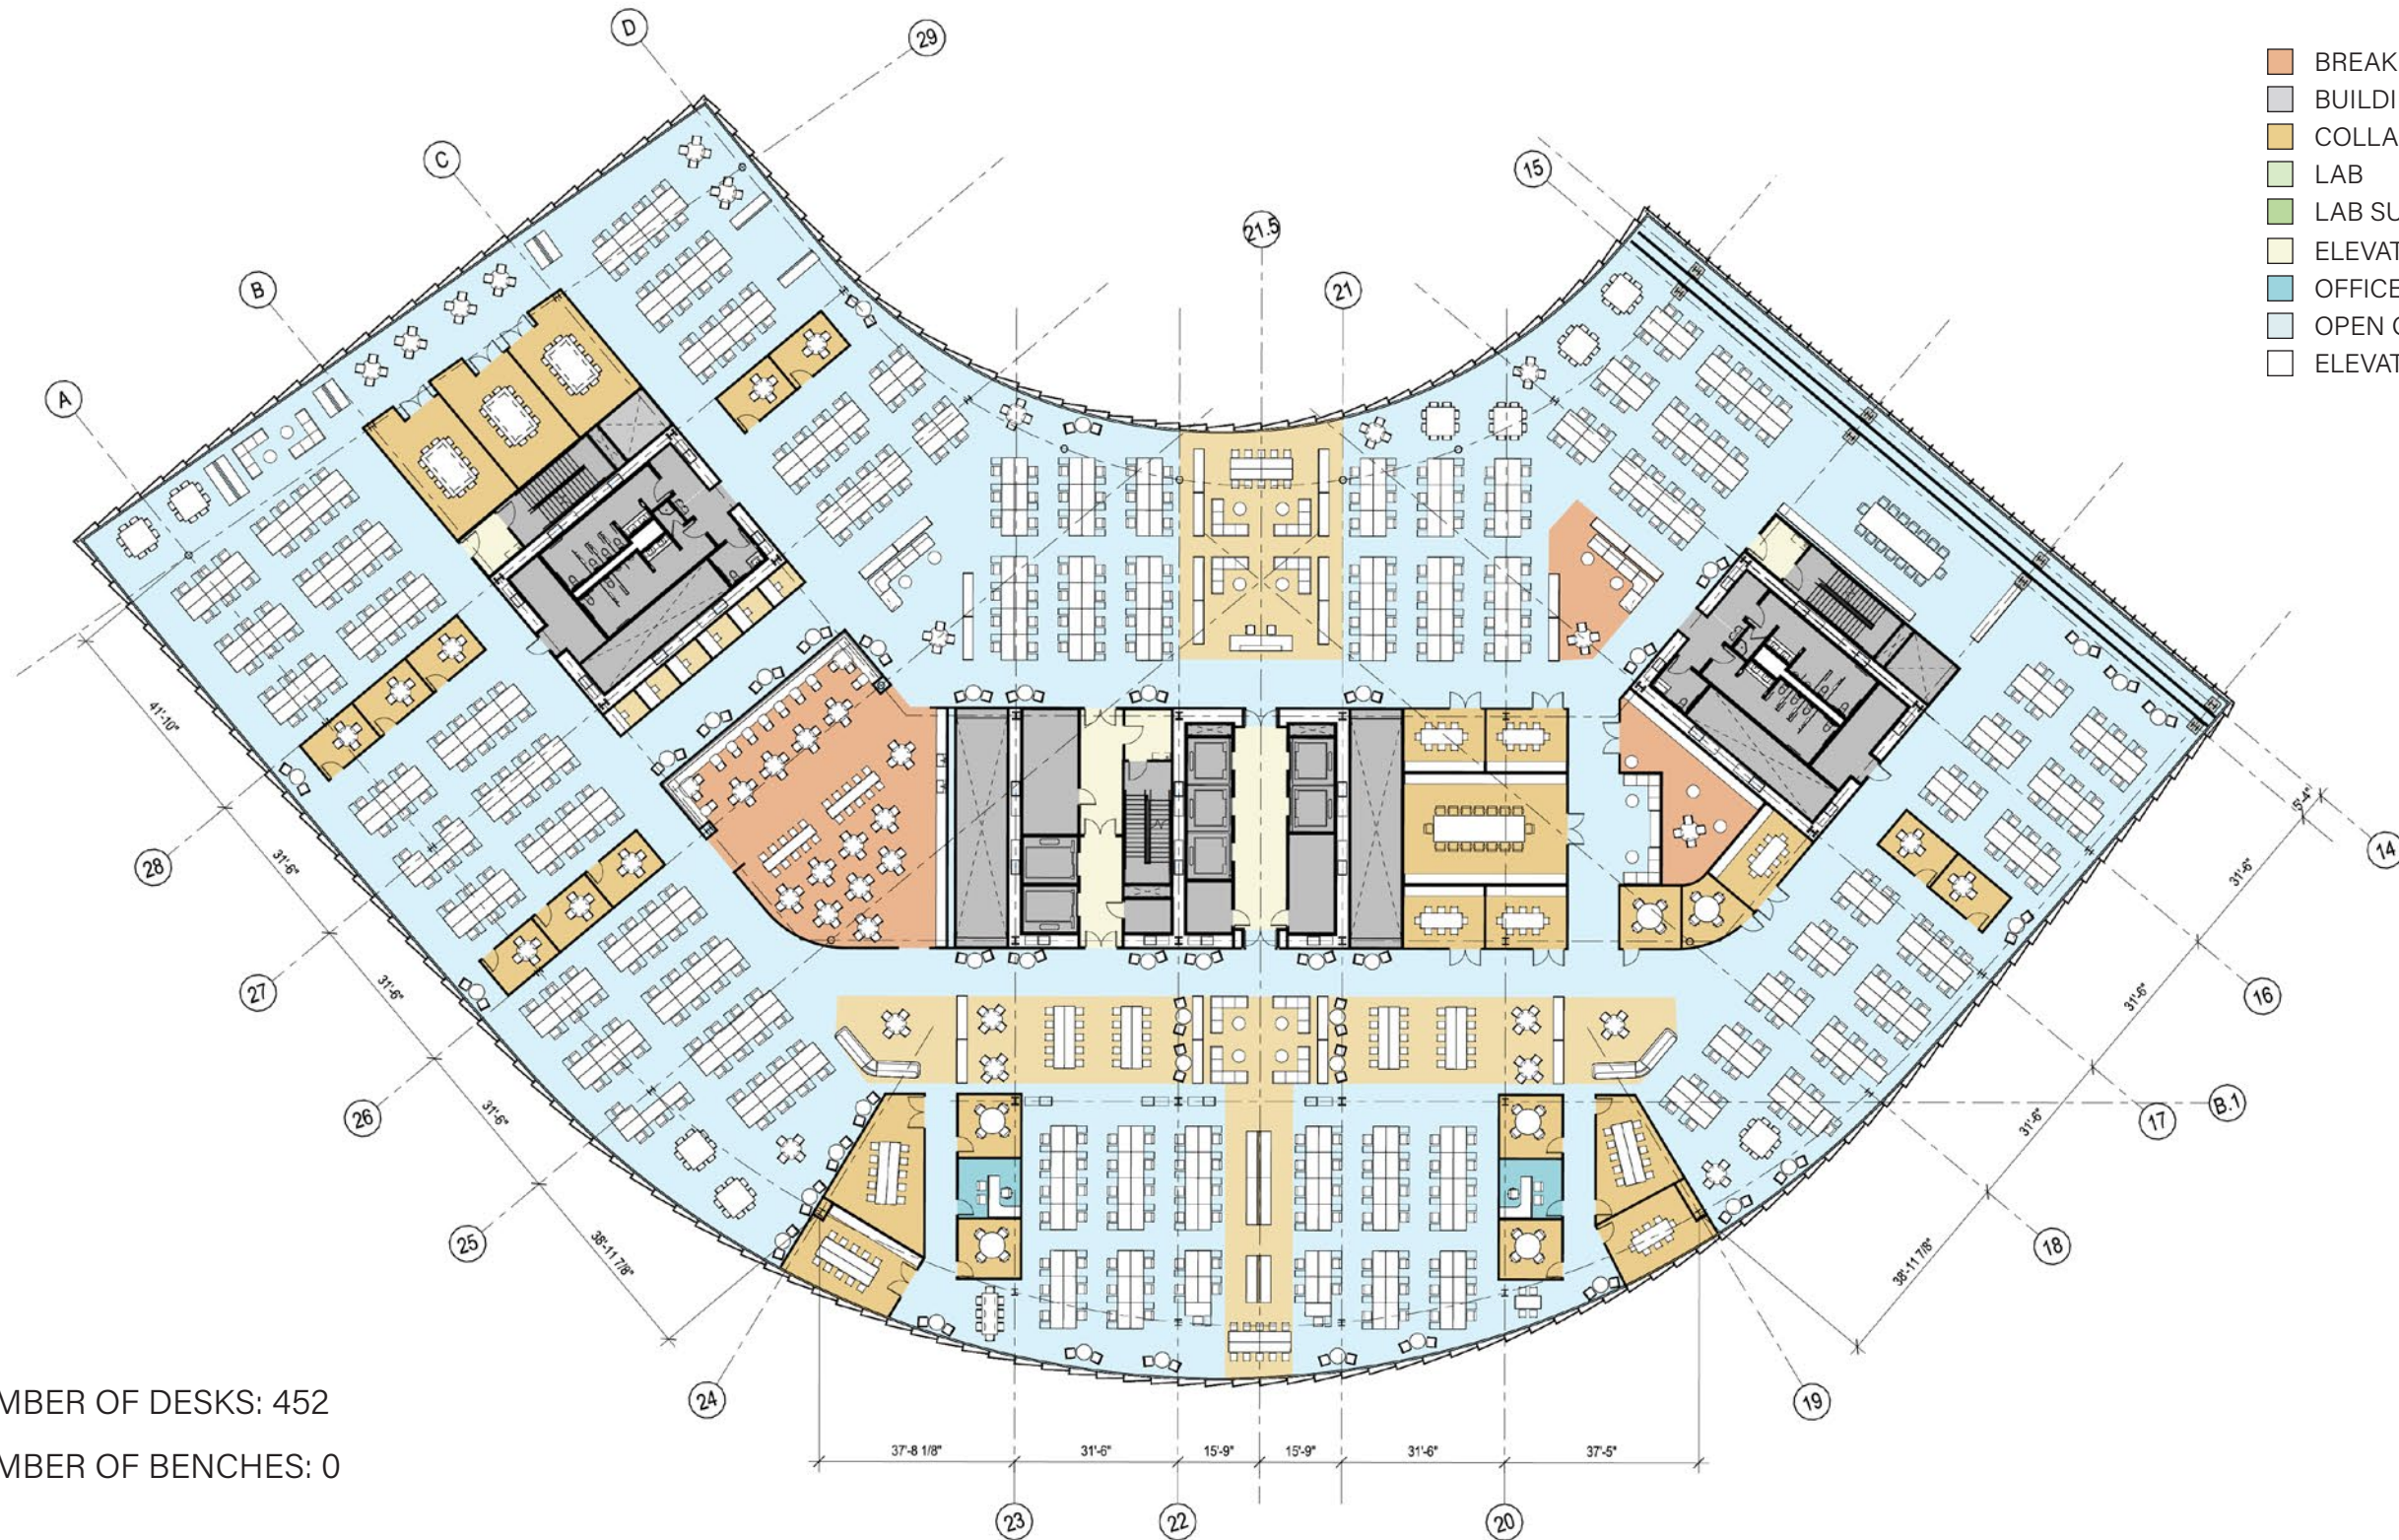 D
29
C
15
B
21.5
21
A
BREAK
BUILDI
COLLA
LAB
LAB SU
ELEVAT
OFFICE
OPEN O
ELEVAT
41'-10"
28
31'-6"
27
31'-6"
26
31'-6"
25
38'-11 7/8"
24
5'-4"
14
31'-6"
16
31'-6"
17
B.1
31'-6"
18
38'-11 7/8"
19
MBER OF DESKS: 452
MBER OF BENCHES: 0
37'-8 1/8"
31'-6"
15'-9"
15'-9"
31'-6"
37'-5"
23
22
20